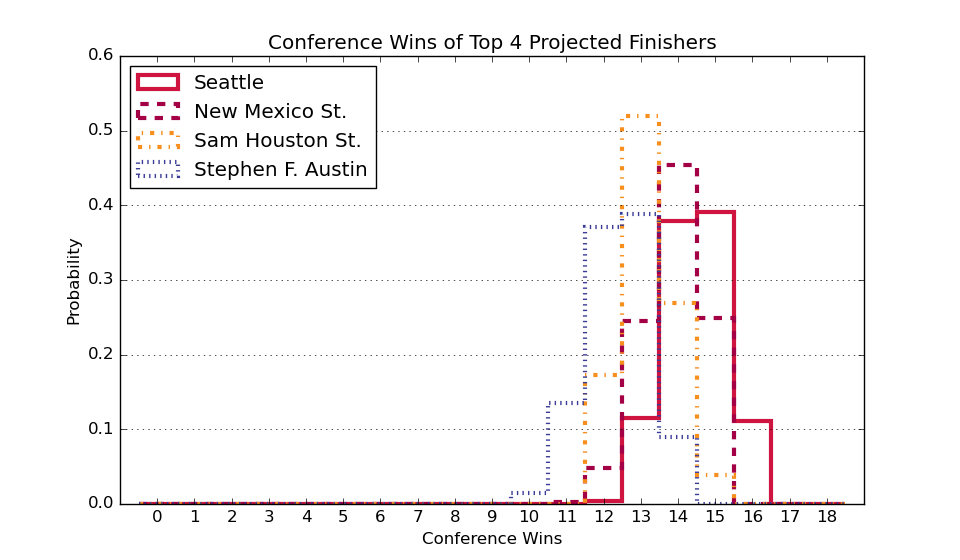 Conference Wins of Top 4 Projected Finishers
0.6
Seattle
New Mexico St.
Sam Houston St.
Stephen F. Austin
0.5
0.4
0.3
0.2
0.1
0.0
Probability
0 1 2 3 4 5 6 7 8 9 10 11 12 13 14 15 16 17 18
Conference Wins